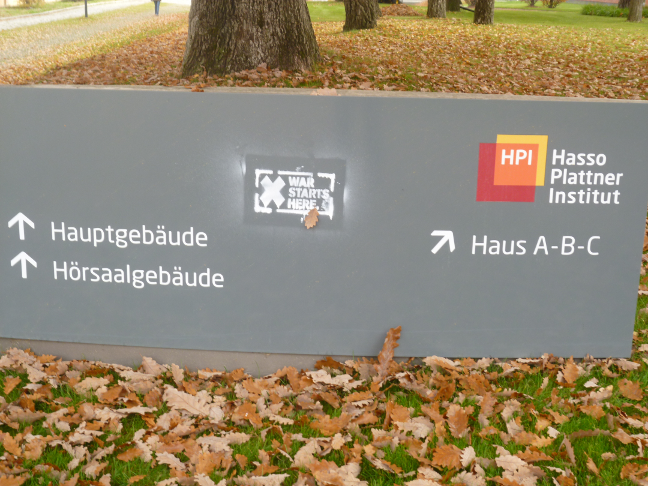 Hauptgebäude
Hörsaalgebäude
WAR
STARTS
HERE.
HPI
Hasso
Plattner
Institut
Haus A-B-C